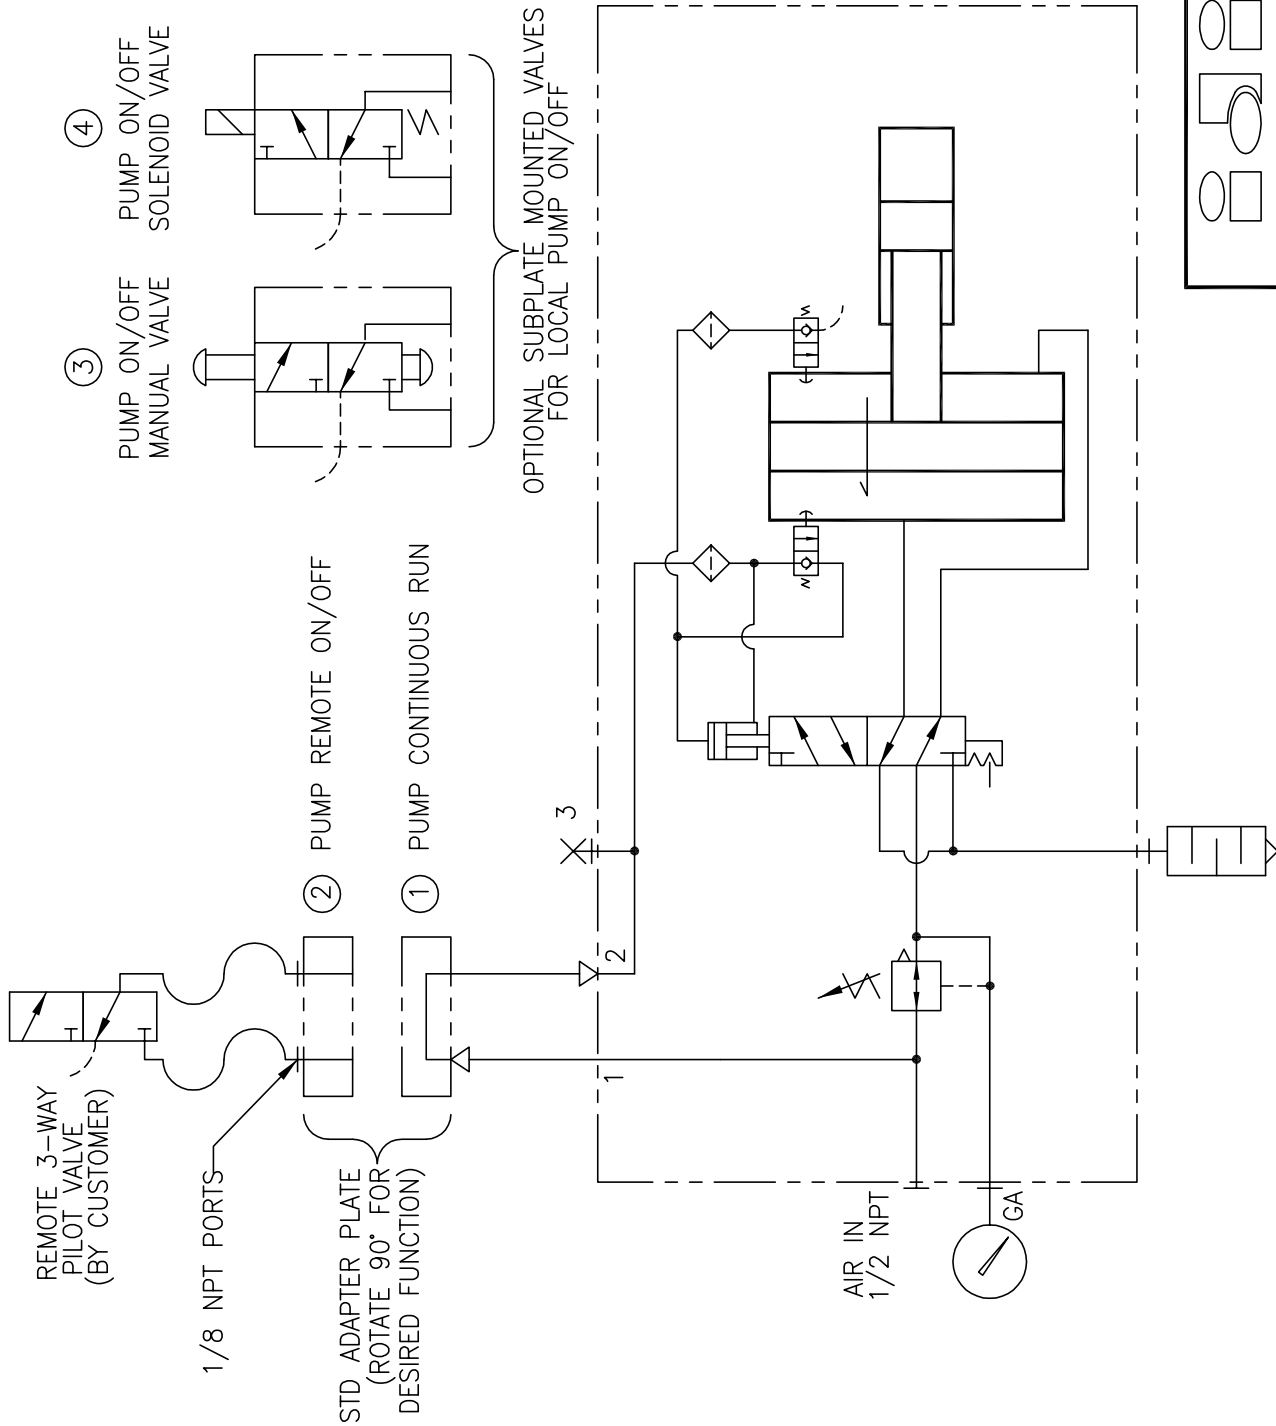 REMOTE 3-WAY
PILOT VALVE
(BY CUSTOMER)
1/8 NPT PORTS
STD ADAPTER PLATE
(ROTATE 90° FOR
DESIRED FUNCTION)
2 PUMP REMOTE ON/OFF
1 PUMP CONTINUOUS RUN
3
PUMP ON/OFF
MANUAL VALVE
4
PUMP ON/OFF
SOLENOID VALVE
OPTIONAL SUBPLATE MOUNTED VALVES
FOR LOCAL PUMP ON/OFF
3
2
1
AIR IN
1/2 NPT
GA